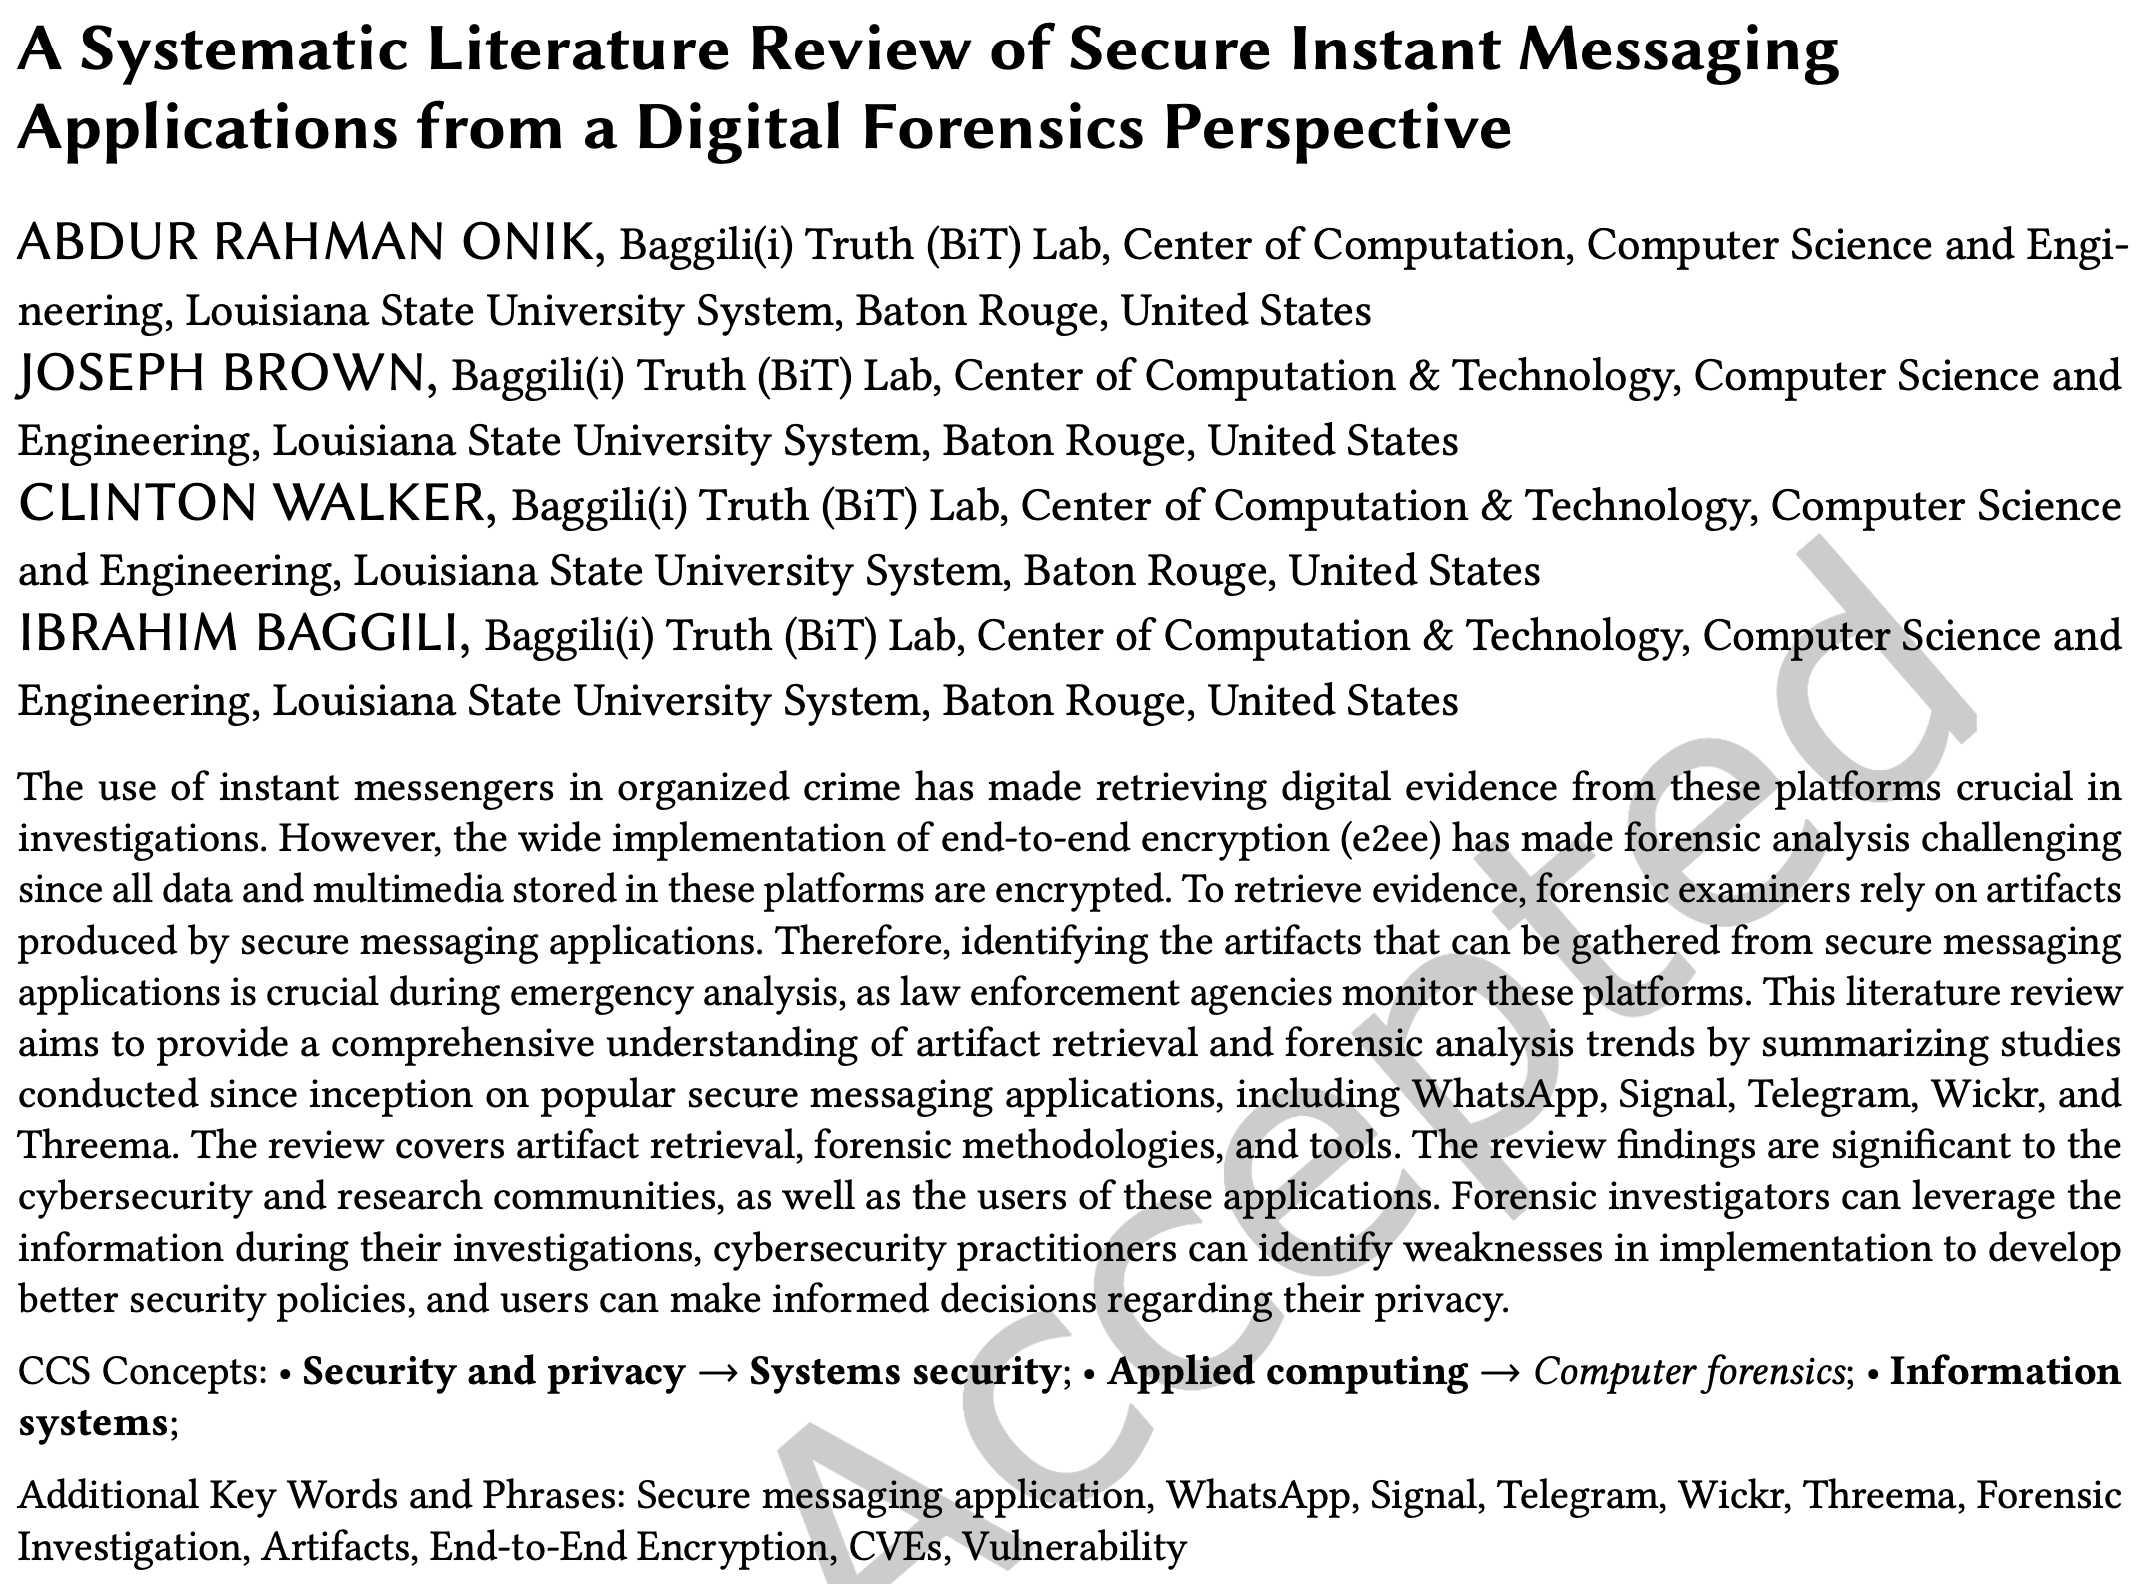 A Systematic Literature Review of Secure Instant Messaging
Applications from a Digital Forensics Perspective
ABDUR RAHMAN ONIK, Baggili(i) Truth (BiT) Lab, Center of Computation, Computer Science and Engi-
neering, Louisiana State University System, Baton Rouge, United States
JOSEPH BROWN, Baggili(i) Truth (BiT) Lab, Center of Computation & Technology, Computer Science and
Engineering, Louisiana State University System, Baton Rouge, United States
CLINTON WALKER, Baggili(i) Truth (BiT) Lab, Center of Computation & Technology, Computer Science
and Engineering, Louisiana State University System, Baton Rouge, United States
IBRAHIM BAGGILI, Baggili(i) Truth (BiT) Lab, Center of Computation & Technology, Computer Science and
Engineering, Louisiana State University System, Baton Rouge, United States
The use of instant messengers in organized crime has made retrieving digital evidence from these platforms crucial in
investigations. However, the wide implementation of end-to-end encryption (e2ee) has made forensic analysis challenging
since all data and multimedia stored in these platforms are encrypted. To retrieve evidence, forensic examiners rely on artifacts
produced by secure messaging applications. Therefore, identifying the artifacts that can be gathered from secure messaging
applications is crucial during emergency analysis, as law enforcement agencies monitor these platforms. This literature review
aims to provide a comprehensive understanding of artifact retrieval and forensic analysis trends by summarizing studies
conducted since inception on popular secure messaging applications, including WhatsApp, Signal, Telegram, Wickr, and
Threema. The review covers artifact retrieval, forensic methodologies, and tools. The review findings are significant to the
cybersecurity and research communities, as well as the users of these applications. Forensic investigators can leverage the
information during their investigations, cybersecurity practitioners can identify weaknesses in implementation to develop
better security policies, and users can make informed decisions regarding their privacy.
CCS Concepts: • Security and privacy → Systems security; • Applied computing → Computer forensics; • Information
systems;
Additional Key Words and Phrases: Secure messaging application, WhatsApp, Signal, Telegram, Wickr, Threema, Forensic
Investigation, Artifacts, End-to-End Encryption, CVEs, Vulnerability
Accepted